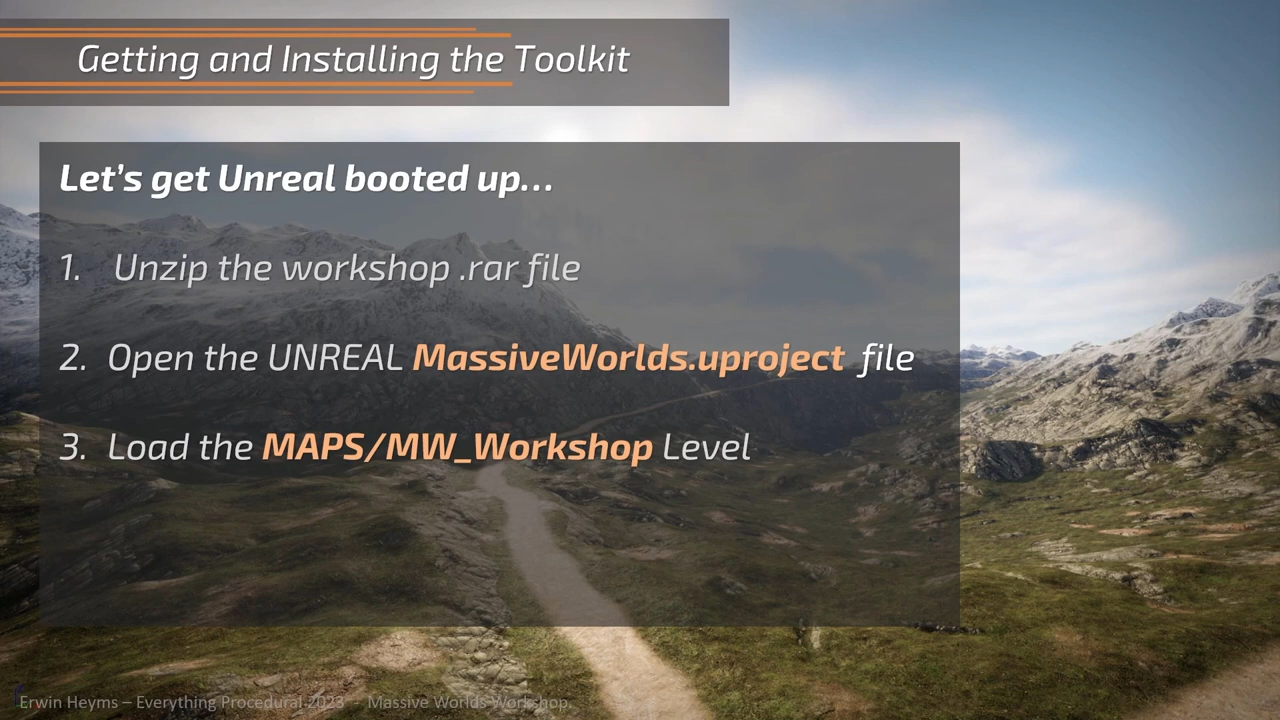 Getting and Installing the Toolkit
Let’s get Unreal booted up…
1. Unzip the workshop .rar file
2. Open the UNREAL MassiveWorlds.uproject file
3. Load the MAPS/MW_Workshop Level
Erwin Heyms – Everything Procedural 2023 - Massive Worlds Workshop.